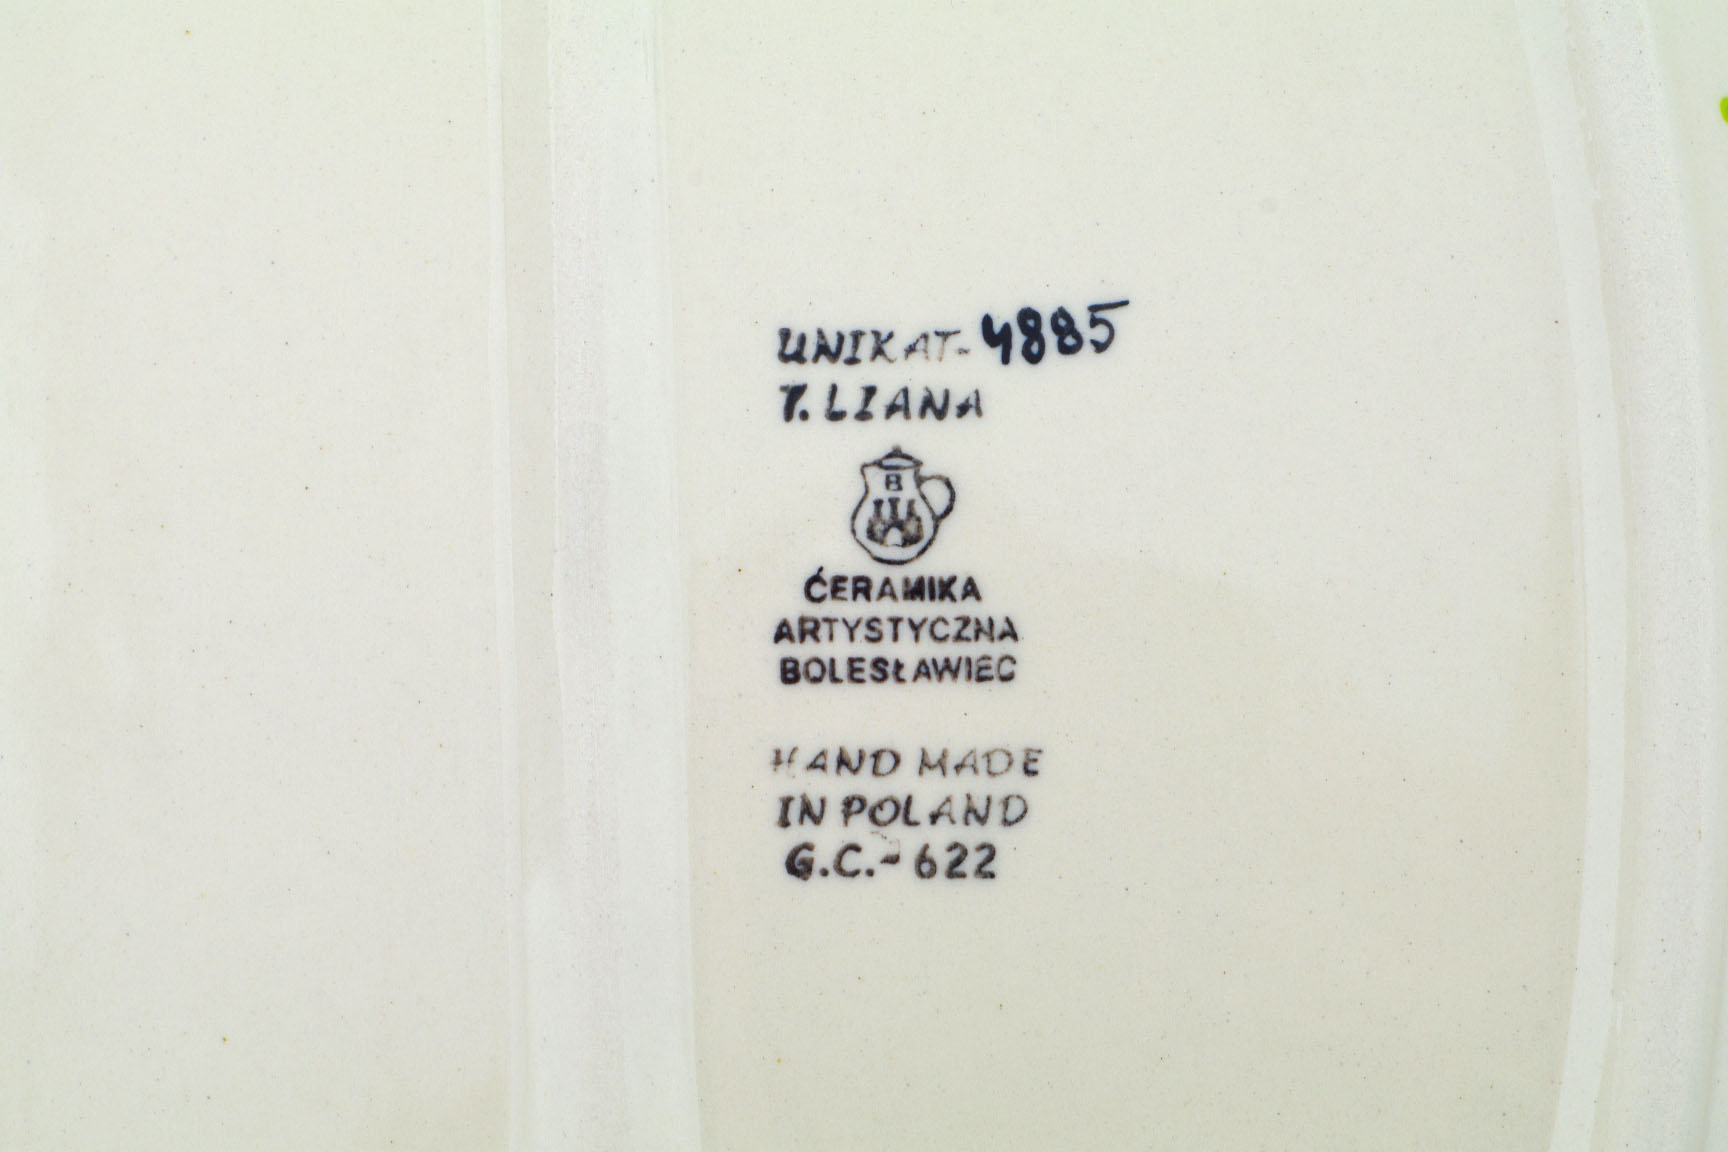 UNIKAT-4885
T.LIANA
B
ĆERAMIKA
ARTYSTYCZNA
BOLESŁAWIEC
HAND MADE
IN POLAND
G.C.-622